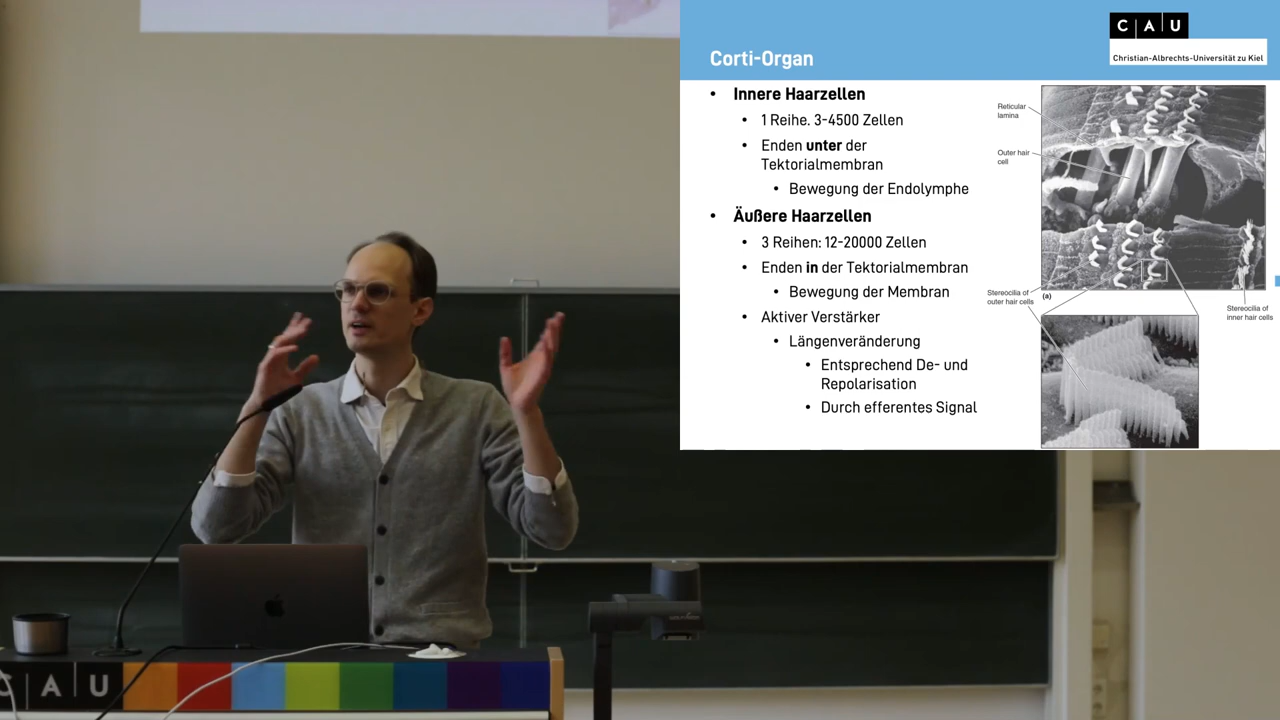 C A U
Christian-Albrechts-Universität zu Kiel
Corti-Organ
• Innere Haarzellen
• 1 Reihe. 3-4500 Zellen
• Enden unter der
Tektorialmembran
• Bewegung der Endolymphe
• Äußere Haarzellen
• 3 Reihen: 12-20000 Zellen
• Enden in der Tektorialmembran
• Bewegung der Membran
• Aktiver Verstärker
• Längenveränderung
• Entsprechend De- und
Repolarisation
• Durch efferentes Signal
Reticular
lamina
Outer hair
cell
Stereocilia of
outer hair cells
(a)
Stereocilia of
inner hair cells
C A U